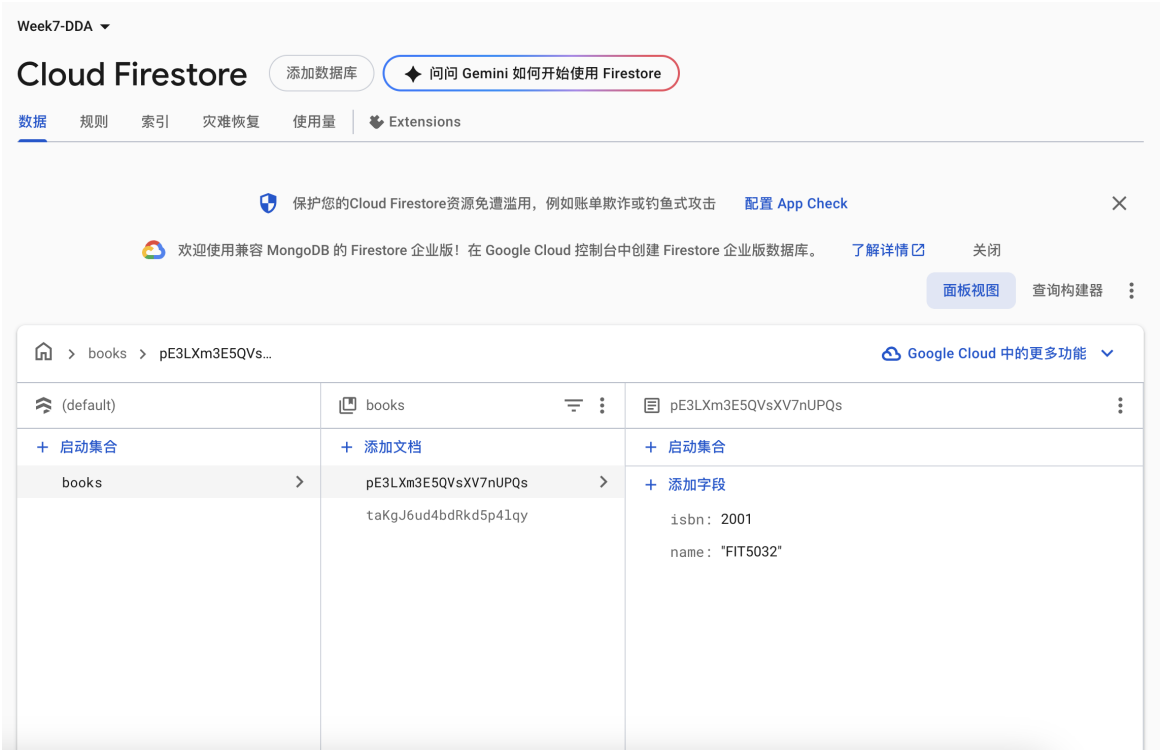 Week7-DDA
Cloud Firestore 添加数据库 问问 Gemini 如何开始使用 Firestore
数据 规则 索引 灾难恢复 使用量 Extensions
保护您的Cloud Firestore资源免遭滥用，例如账单欺诈或钓鱼式攻击 配置 App Check
欢迎使用兼容 MongoDB 的 Firestore 企业版！在 Google Cloud 控制台中创建 Firestore 企业版数据库。 了解详情 关闭
面板视图 查询构建器
books pE3LXm3E5QVs... Google Cloud 中的更多功能
(default) books pE3LXm3E5QVsXV7nUPQs
+ 启动集合 + 添加文档 + 启动集合
books pE3LXm3E5QVsXV7nUPQs + 添加字段
taKgJ6ud4bdRkd5p4lqy isbn: 2001
name: "FIT5032"